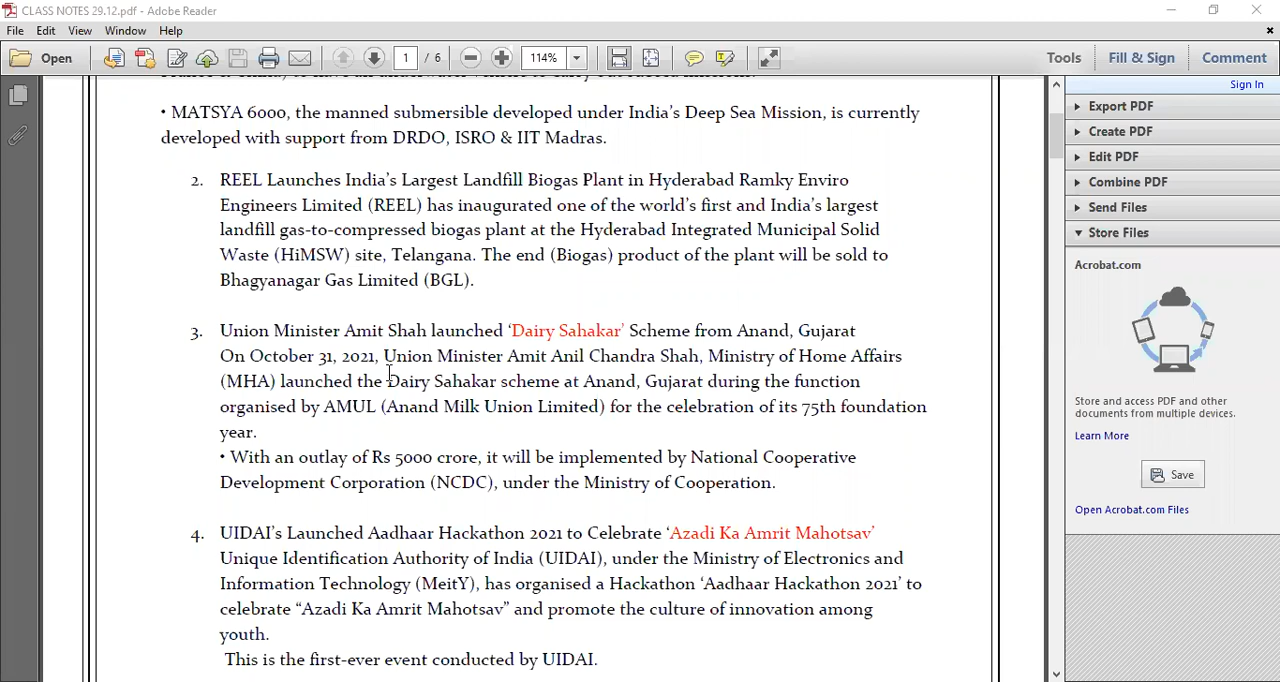 CLASS NOTES 29.12.pdf - Adobe Reader
File Edit View Window Help
Open 1 / 6 114% Tools Fill & Sign Comment
• MATSYA 6000, the manned submersible developed under India's Deep Sea Mission, is currently
developed with support from DRDO, ISRO & IIT Madras.
2. REEL Launches India's Largest Landfill Biogas Plant in Hyderabad Ramky Enviro
Engineers Limited (REEL) has inaugurated one of the world's first and India's largest
landfill gas-to-compressed biogas plant at the Hyderabad Integrated Municipal Solid
Waste (HiMSW) site, Telangana. The end (Biogas) product of the plant will be sold to
Bhagyanagar Gas Limited (BGL).
3. Union Minister Amit Shah launched 'Dairy Sahakar' Scheme from Anand, Gujarat
On October 31, 2021, Union Minister Amit Anil Chandra Shah, Ministry of Home Affairs
(MHA) launched the Dairy Sahakar scheme at Anand, Gujarat during the function
organised by AMUL (Anand Milk Union Limited) for the celebration of its 75th foundation
year.
• With an outlay of Rs 5000 crore, it will be implemented by National Cooperative
Development Corporation (NCDC), under the Ministry of Cooperation.
4. UIDAI's Launched Aadhaar Hackathon 2021 to Celebrate 'Azadi Ka Amrit Mahotsav'
Unique Identification Authority of India (UIDAI), under the Ministry of Electronics and
Information Technology (MeitY), has organised a Hackathon 'Aadhaar Hackathon 2021' to
celebrate “Azadi Ka Amrit Mahotsav” and promote the culture of innovation among
youth.
This is the first-ever event conducted by UIDAI.
Sign In
Export PDF
Create PDF
Edit PDF
Combine PDF
Send Files
Store Files
Acrobat.com
Store and access PDF and other
documents from multiple devices.
Learn More
Save
Open Acrobat.com Files